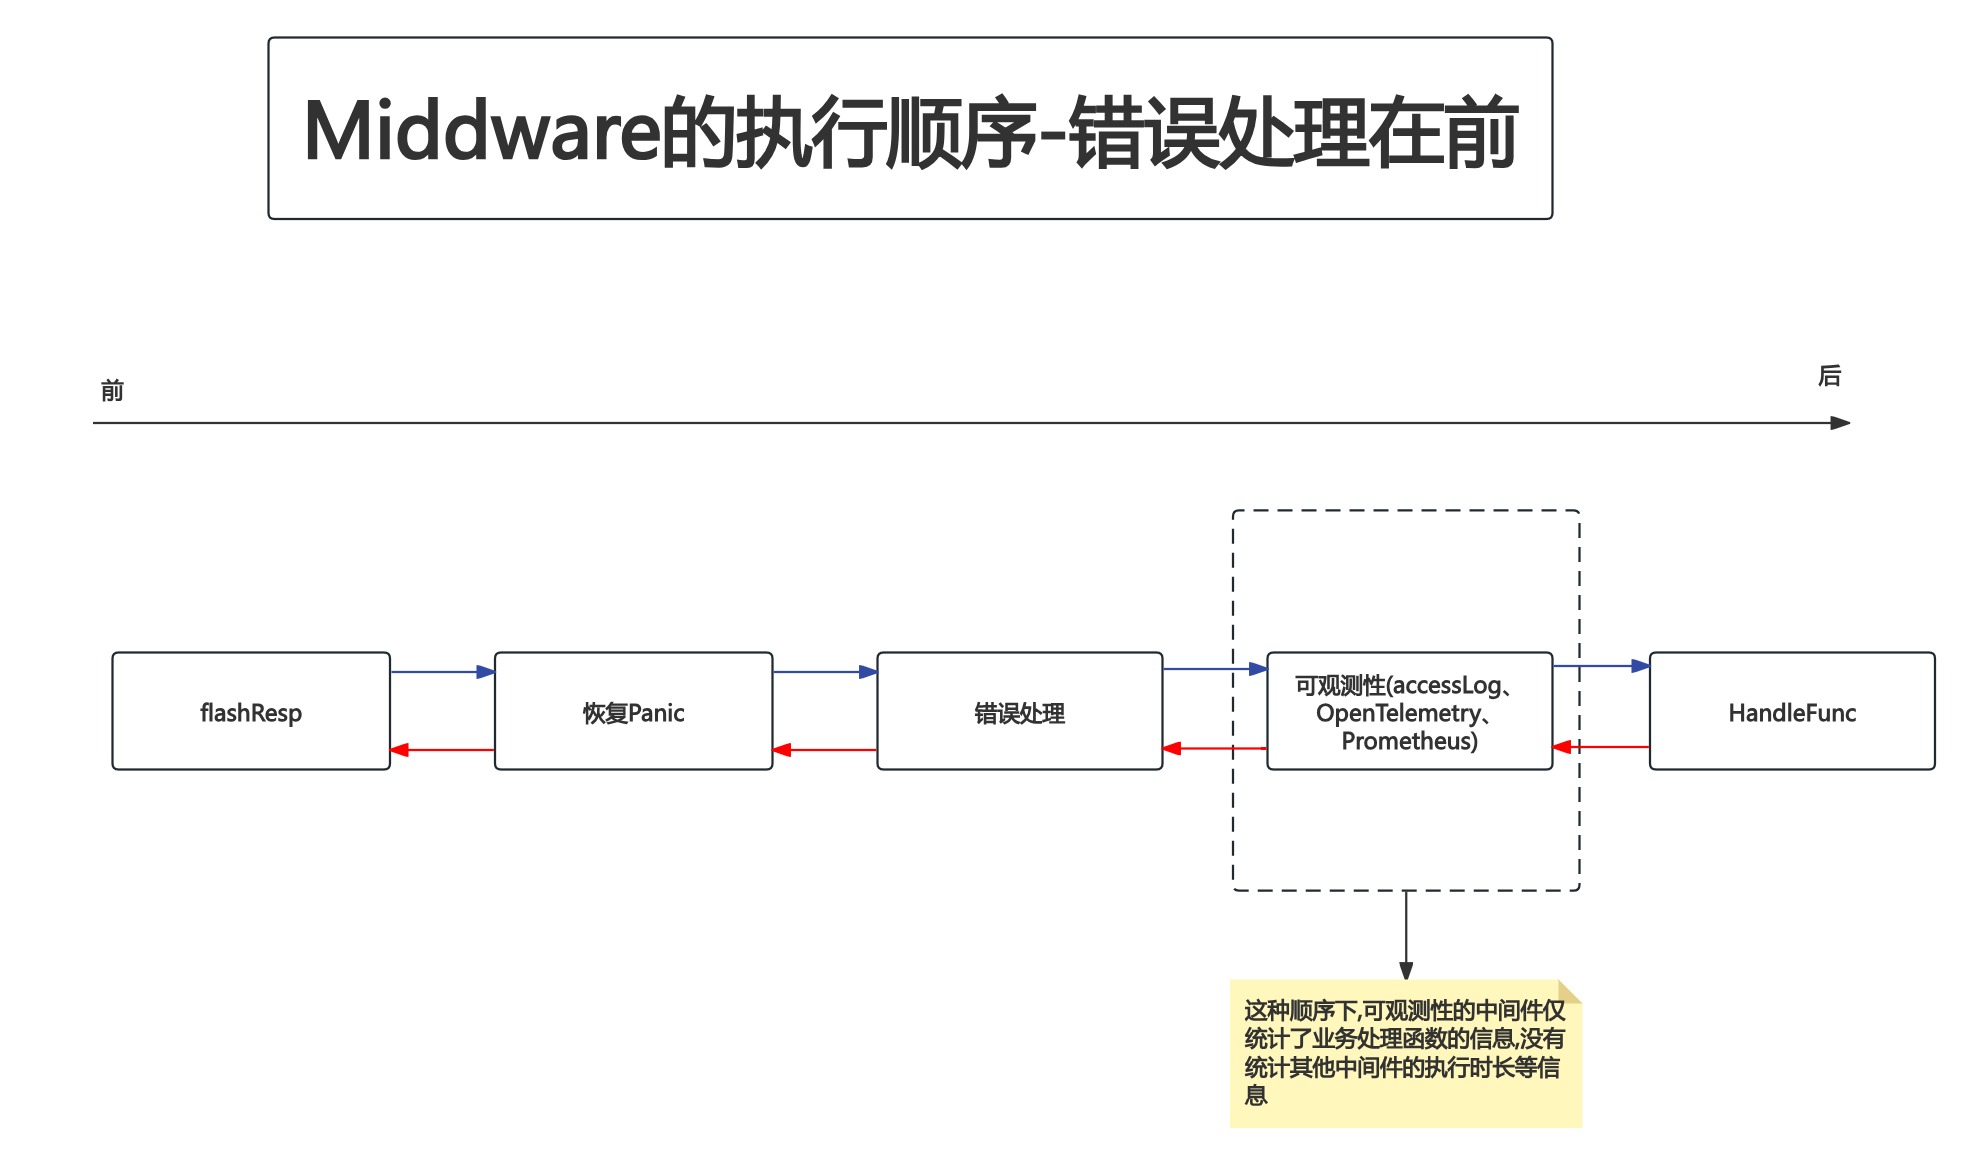 Middware的执行顺序-错误处理在前
前
后
flashResp
恢复Panic
错误处理
可观测性(accessLog、
OpenTelemetry、
Prometheus)
HandleFunc
这种顺序下,可观测性的中间件仅
统计了业务处理函数的信息,没有
统计其他中间件的执行时长等信
息